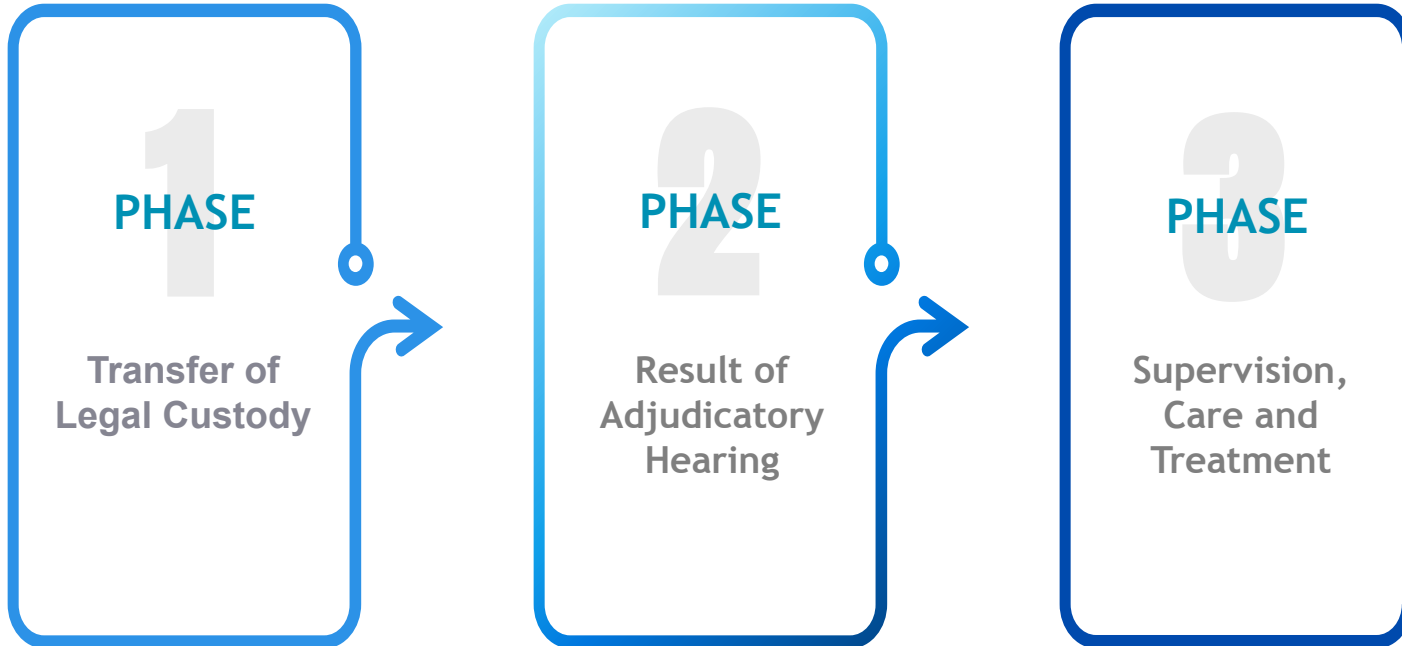 1
PHASE
Transfer of
Legal Custody
2
PHASE
Result of
Adjudicatory
Hearing
3
PHASE
Supervision,
Care and
Treatment